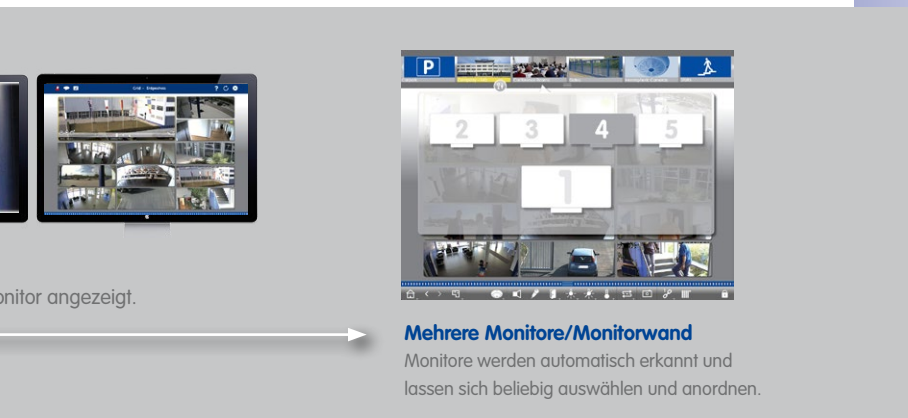 Grid - Erdgeschoss
?
P
2
3
4
5
1
onitor angezeigt.
Mehrere Monitore/Monitorwand
Monitore werden automatisch erkannt und
lassen sich beliebig auswählen und anordnen.